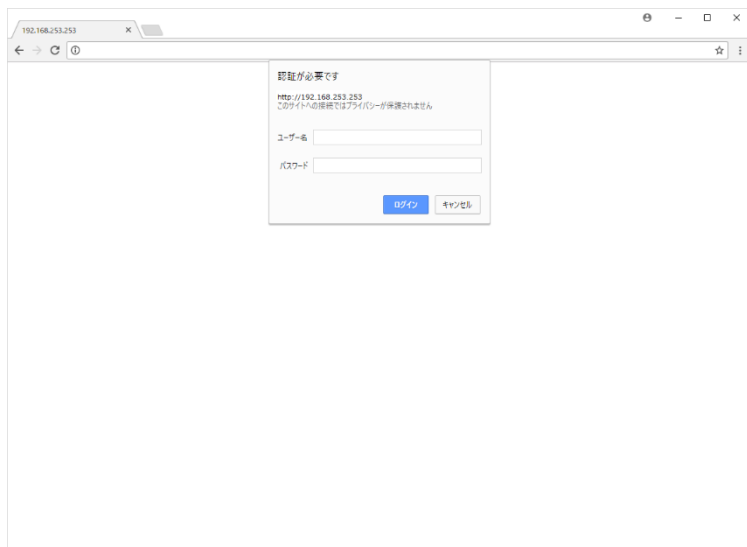 192.168.253.253
認証が必要です
http://192.168.253.253
このサイトへの接続ではプライバシーが保護されません
ユーザー名
パスワード
ログイン
キャンセル